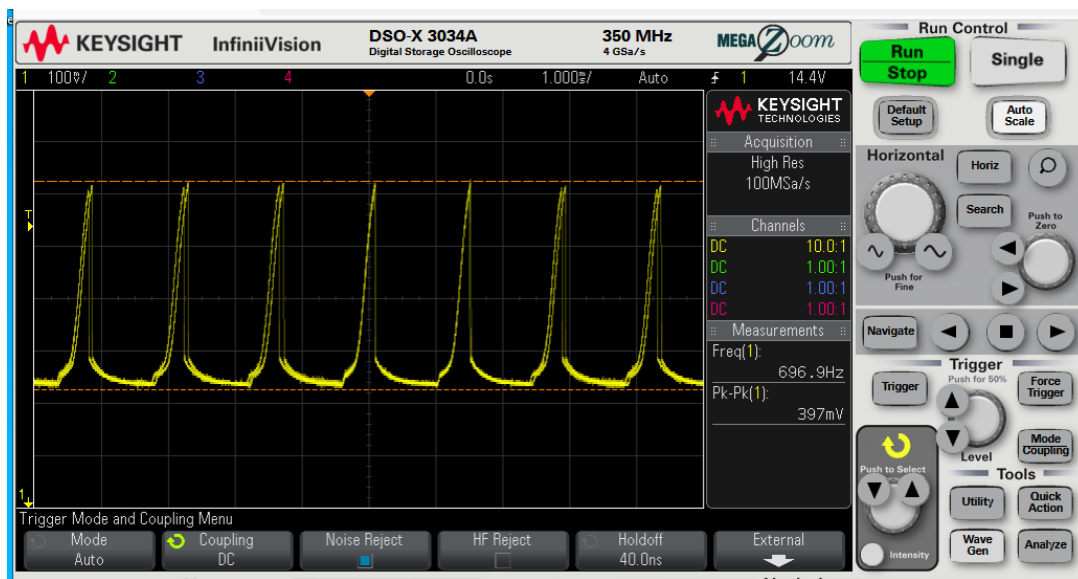 KEYSIGHT InfiniiVision DSO-X 3034A 350 MHz MEGA Zoom
Digital Storage Oscilloscope 4 GSa/s
1 100mV/ 2 3 4 0.0s 1.000ms/ Auto 1 14.4V
KEYSIGHT
TECHNOLOGIES
Acquisition
High Res
100MSa/s
Channels
DC 10.0:1
DC 1.00:1
DC 1.00:1
DC 1.00:1
Measurements
Freq(1):
696.9Hz
Pk-Pk(1):
397mV
T
1
Trigger Mode and Coupling Menu
Mode Coupling Noise Reject HF Reject Holdoff External
Auto DC 40.0ns
Run Control
Run
Stop
Single
Default
Setup
Auto
Scale
Horizontal
Horiz
Search
Push to
Zero
Push for
Fine
Navigate
Trigger
Push for 50%
Trigger
Force
Trigger
Mode
Coupling
Level
Push to Select
Tools
Utility
Quick
Action
Wave
Gen
Analyze
Intensity